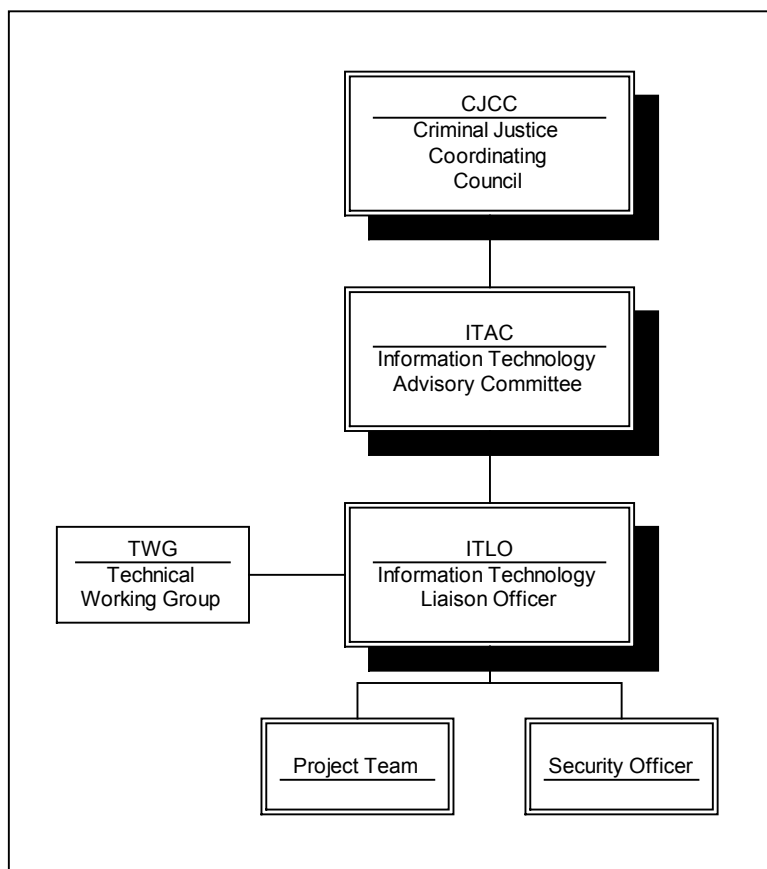 CJCC
Criminal Justice
Coordinating
Council
ITAC
Information Technology
Advisory Committee
TWG
Technical
Working Group
ITLO
Information Technology
Liaison Officer
Project Team
Security Officer